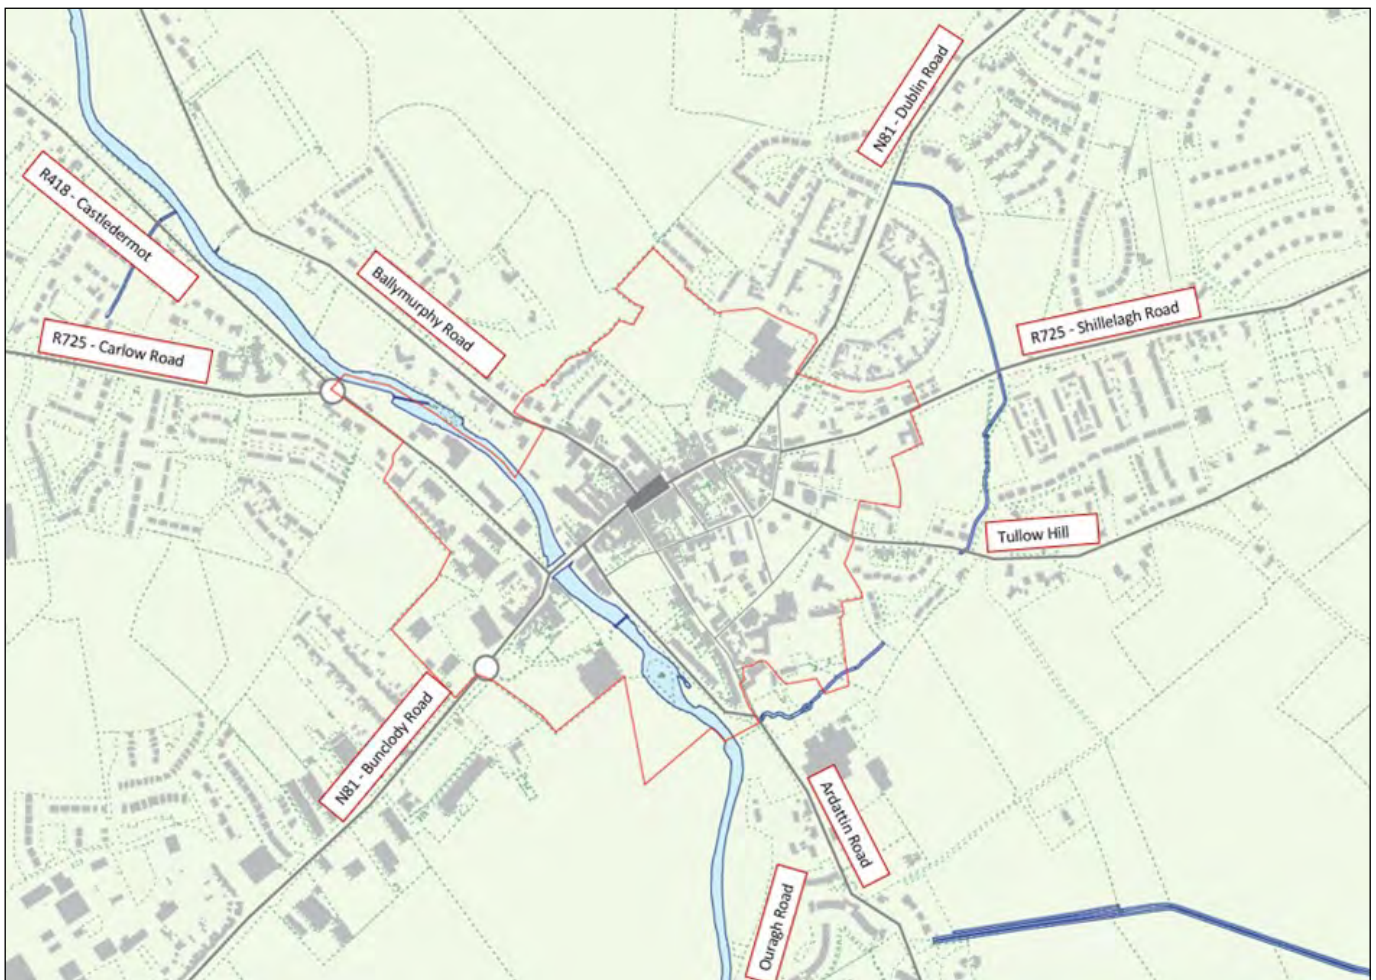 N81 - Dublin Road
R418 - Castledermot
Ballymurphy Road
R725 - Shillelagh Road
R725 - Carlow Road
Tullow Hill
N81 - Bunclody Road
Ardattin Road
Ouragh Road